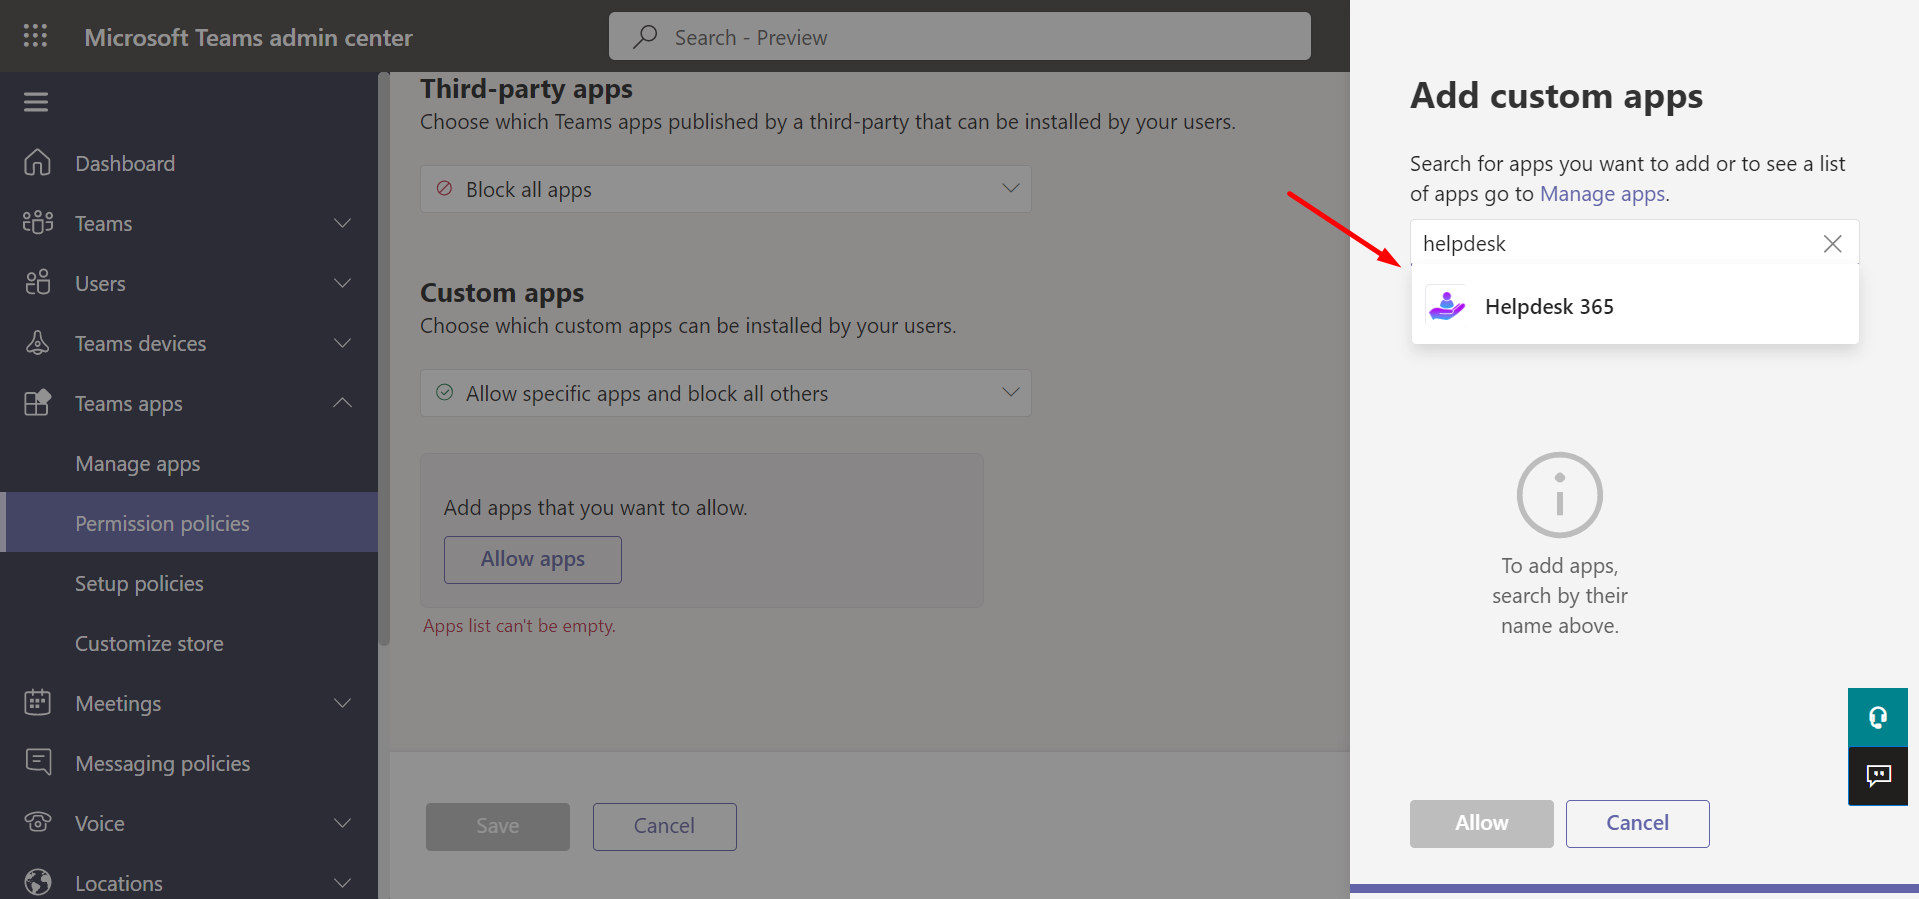 Microsoft Teams admin center
Search - Preview
Dashboard
Teams
Users
Teams devices
Teams apps
Manage apps
Permission policies
Setup policies
Customize store
Meetings
Messaging policies
Voice
Locations
Third-party apps
Choose which Teams apps published by a third-party that can be installed by your users.
Block all apps
Custom apps
Choose which custom apps can be installed by your users.
Allow specific apps and block all others
Add apps that you want to allow.
Allow apps
Apps list can't be empty.
Save
Cancel
Add custom apps
Search for apps you want to add or to see a list
of apps go to Manage apps.
helpdesk
Helpdesk 365
To add apps,
search by their
name above.
Allow
Cancel